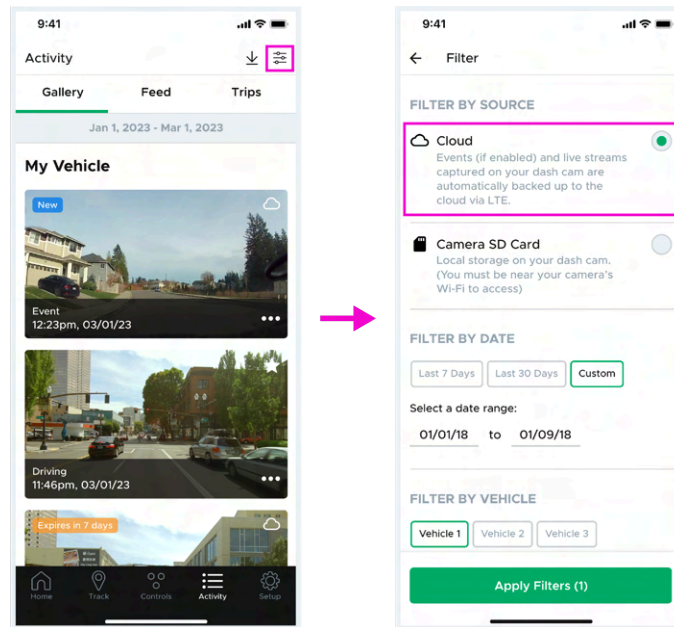 9:41
Activity
Gallery Feed Trips
Jan 1, 2023 - Mar 1, 2023
My Vehicle
New
Event
12:23pm, 03/01/23
Driving
11:46pm, 03/01/23
Expires in 7 days
Home Track Controls Activity Setup
9:41
Filter
FILTER BY SOURCE
Cloud
Events (if enabled) and live streams
captured on your dash cam are
automatically backed up to the
cloud via LTE.
Camera SD Card
Local storage on your dash cam.
(You must be near your camera's
Wi-Fi to access)
FILTER BY DATE
Last 7 Days Last 30 Days Custom
Select a date range:
01/01/18 to 01/09/18
FILTER BY VEHICLE
Vehicle 1 Vehicle 2 Vehicle 3
Apply Filters (1)